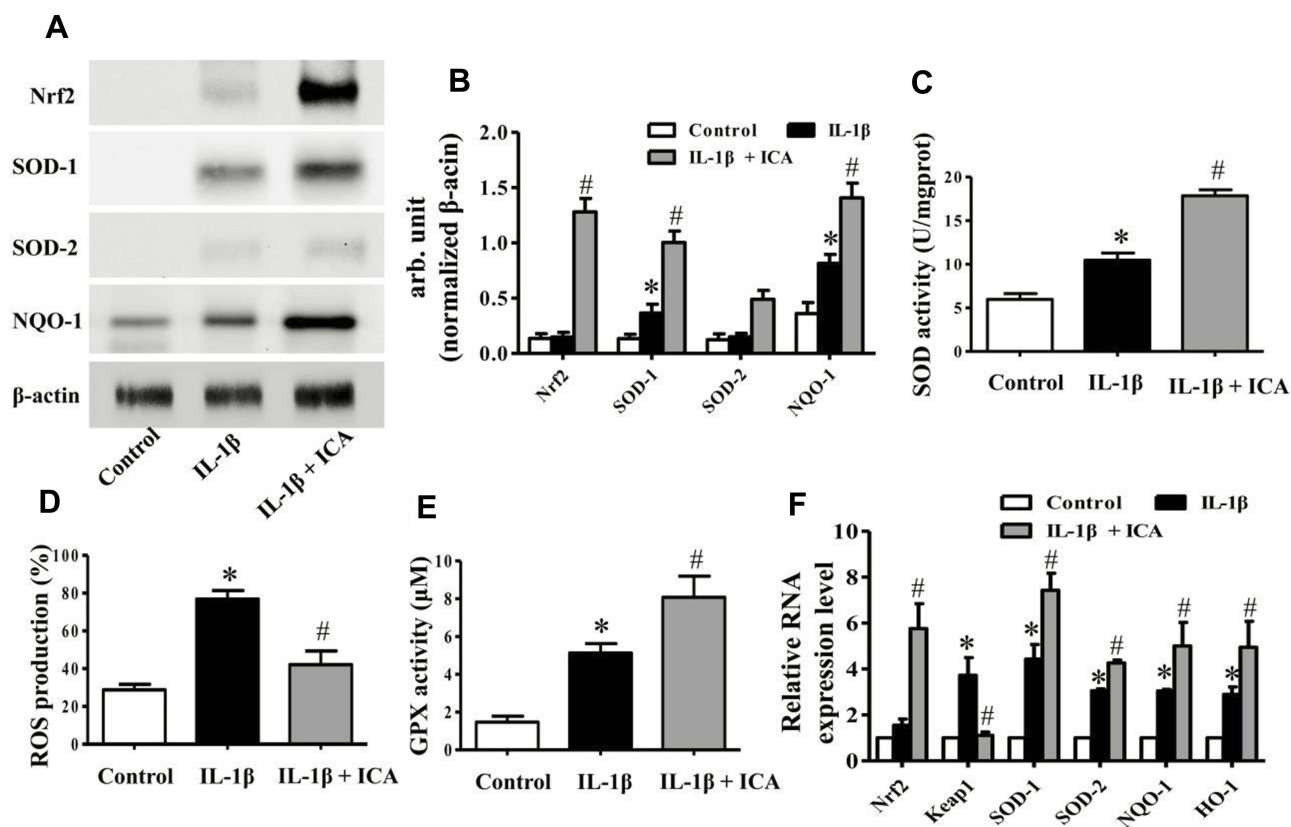 A
Nrf2
SOD-1
SOD-2
NQO-1
β-actin
Control
IL-1β
IL-1β + ICA
B
Control
IL-1β
IL-1β + ICA
arb. unit
(normalized β-acin)
2.0
1.5
1.0
0.5
0.0
#
*
#
*
#
Nrf2
SOD-1
SOD-2
NQO-1
C
SOD activity (U/mgprot)
20
15
10
5
0
*
#
Control
IL-1β
IL-1β + ICA
D
ROS production (%)
100
80
60
40
20
0
*
#
Control
IL-1β
IL-1β + ICA
E
GPX activity (μM)
10
8
6
4
2
0
*
#
Control
IL-1β
IL-1β + ICA
F
Control
IL-1β
IL-1β + ICA
Relative RNA
expression level
10
8
6
4
2
0
#
*
#
*
#
*
#
*
#
*
#
Nrf2
Keap1
SOD-1
SOD-2
NQO-1
HO-1